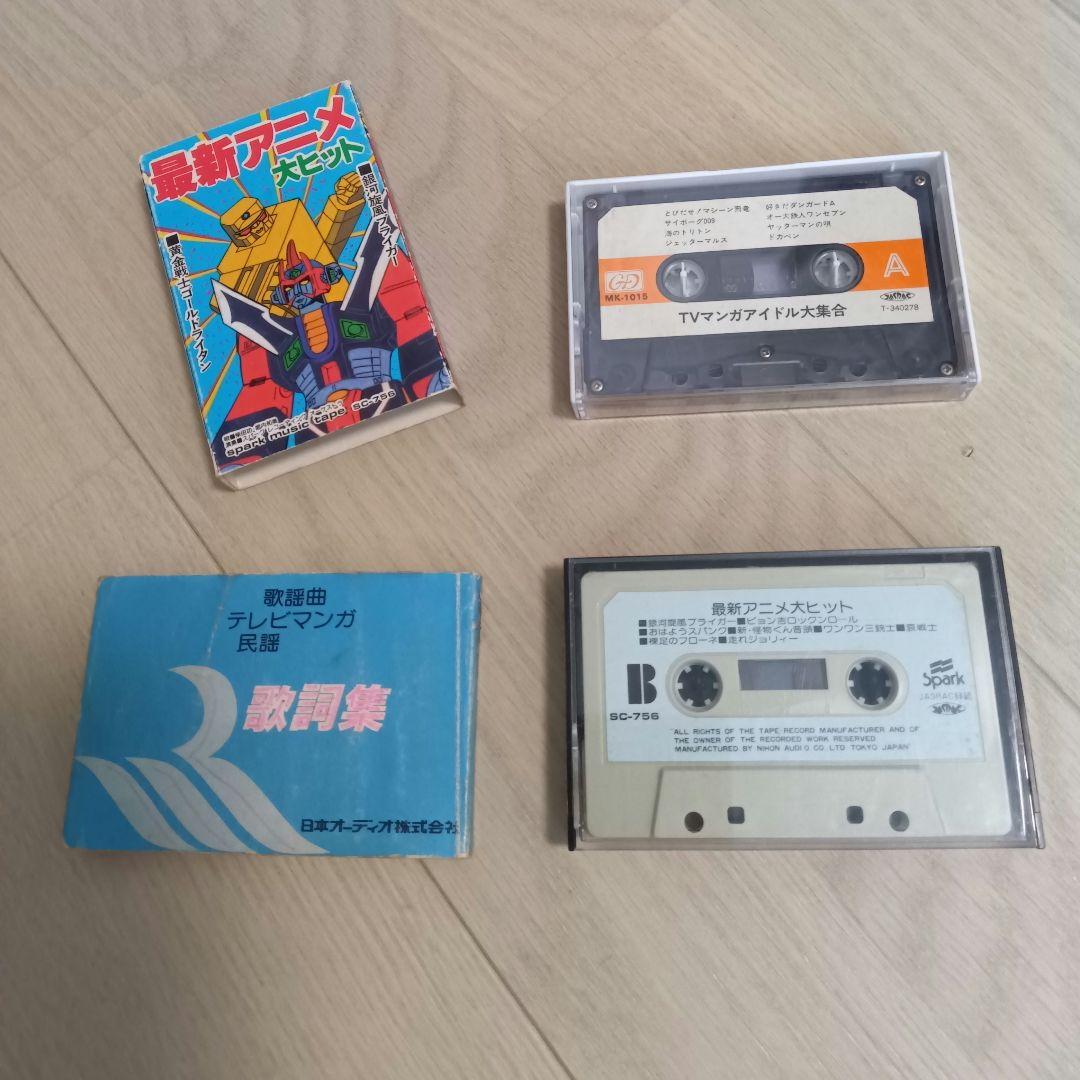 最新アニメ
大ヒット
■銀河旋風ブライガー
■黄金戦士ゴールドライタン
spark music tape SC-756
とびだせ!マシーン飛竜
サイボーグ009
海のトリトン
ジェッターマルス
好きだダンガードA
オー大鉄人ワンセブン
ヤッターマンの唄
ドカベン
MK-1015
A
JASRAC
T-340278
TVマンガアイドル大集合
歌謡曲
テレビマンガ
民謡
歌詞集
日本オーディオ株式会社
最新アニメ大ヒット
■銀河旋風ブライガー■ピョン吉ロックンロール
■おはようスパンク■新・怪物くん音頭■ワンワン三銃士■哀戦士
■裸足のフローネ■走れジョリィー
B
SC-756
Spark
JASRAC
"ALL RIGHTS OF THE TAPE RECORD MANUFACTURER AND OF
THE OWNER OF THE RECORDED WORK RESERVED
MANUFACTURED BY NIHON AUDIO CO. LTD TOKYO JAPAN"